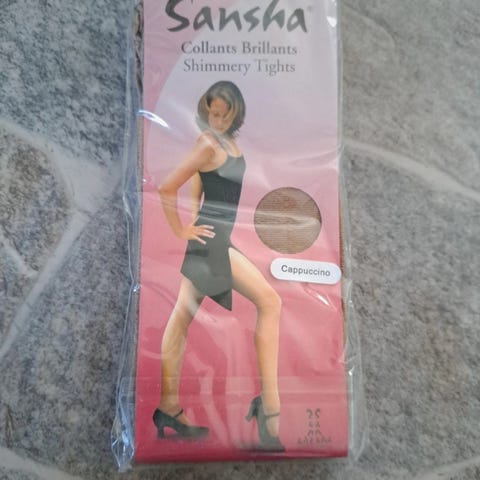 Sansha®
Collants Brillants
Shimmery Tights
B
Cappuccino